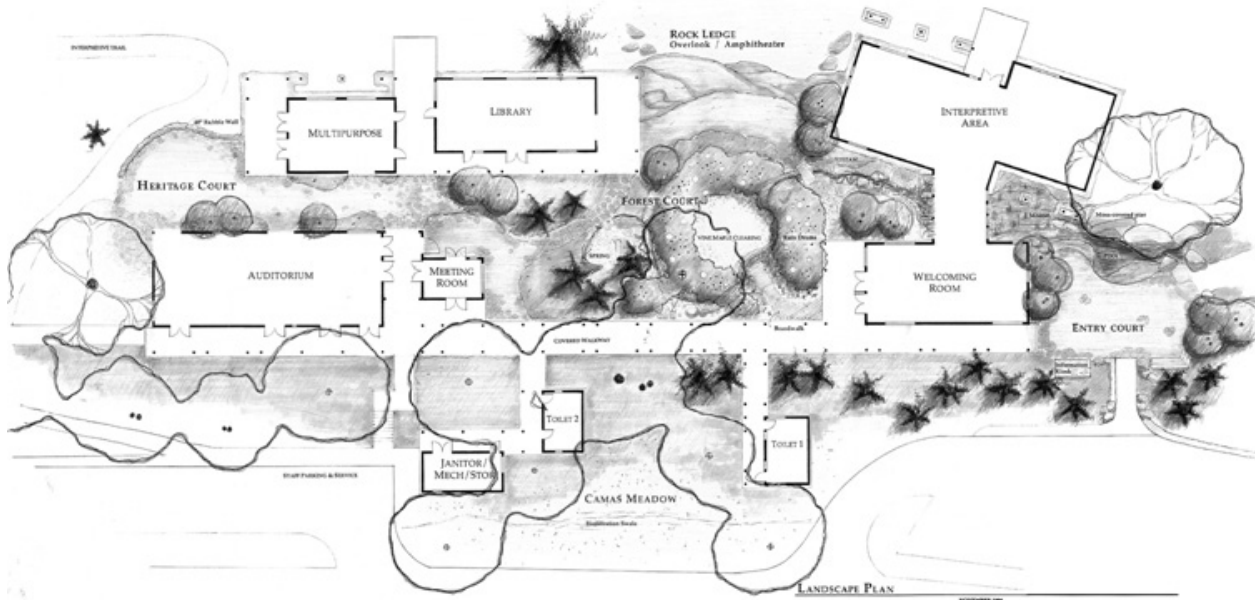 INTERPRETIVE TRAIL
ROCK LEDGE
Overlook / Amphitheater
LIBRARY
MULTIPURPOSE
INTERPRETIVE
AREA
HERITAGE COURT
FOREST COURT
VINE MAPLE CLEARING
SPRING
AUDITORIUM
MEETING
ROOM
WELCOMING
ROOM
ENTRY COURT
Boardwalk
COVERED WALKWAY
TOILET 2
TOILET 1
JANITOR/
MECH/STOR
STAFF PARKING & SERVICE
CAMAS MEADOW
Biofiltration Swale
LANDSCAPE PLAN